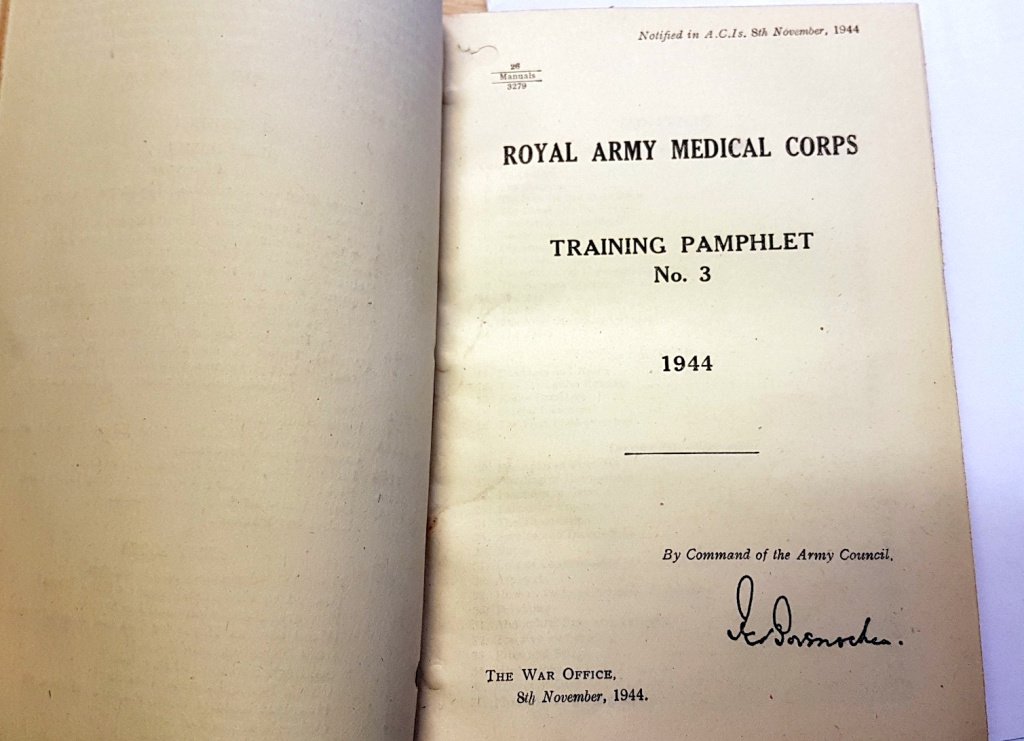 Notified in A.C.Is. 8th November, 1944
26
Manuals
3279
ROYAL ARMY MEDICAL CORPS
TRAINING PAMPHLET
No. 3
1944
By Command of the Army Council,
THE WAR OFFICE,
8th November, 1944.